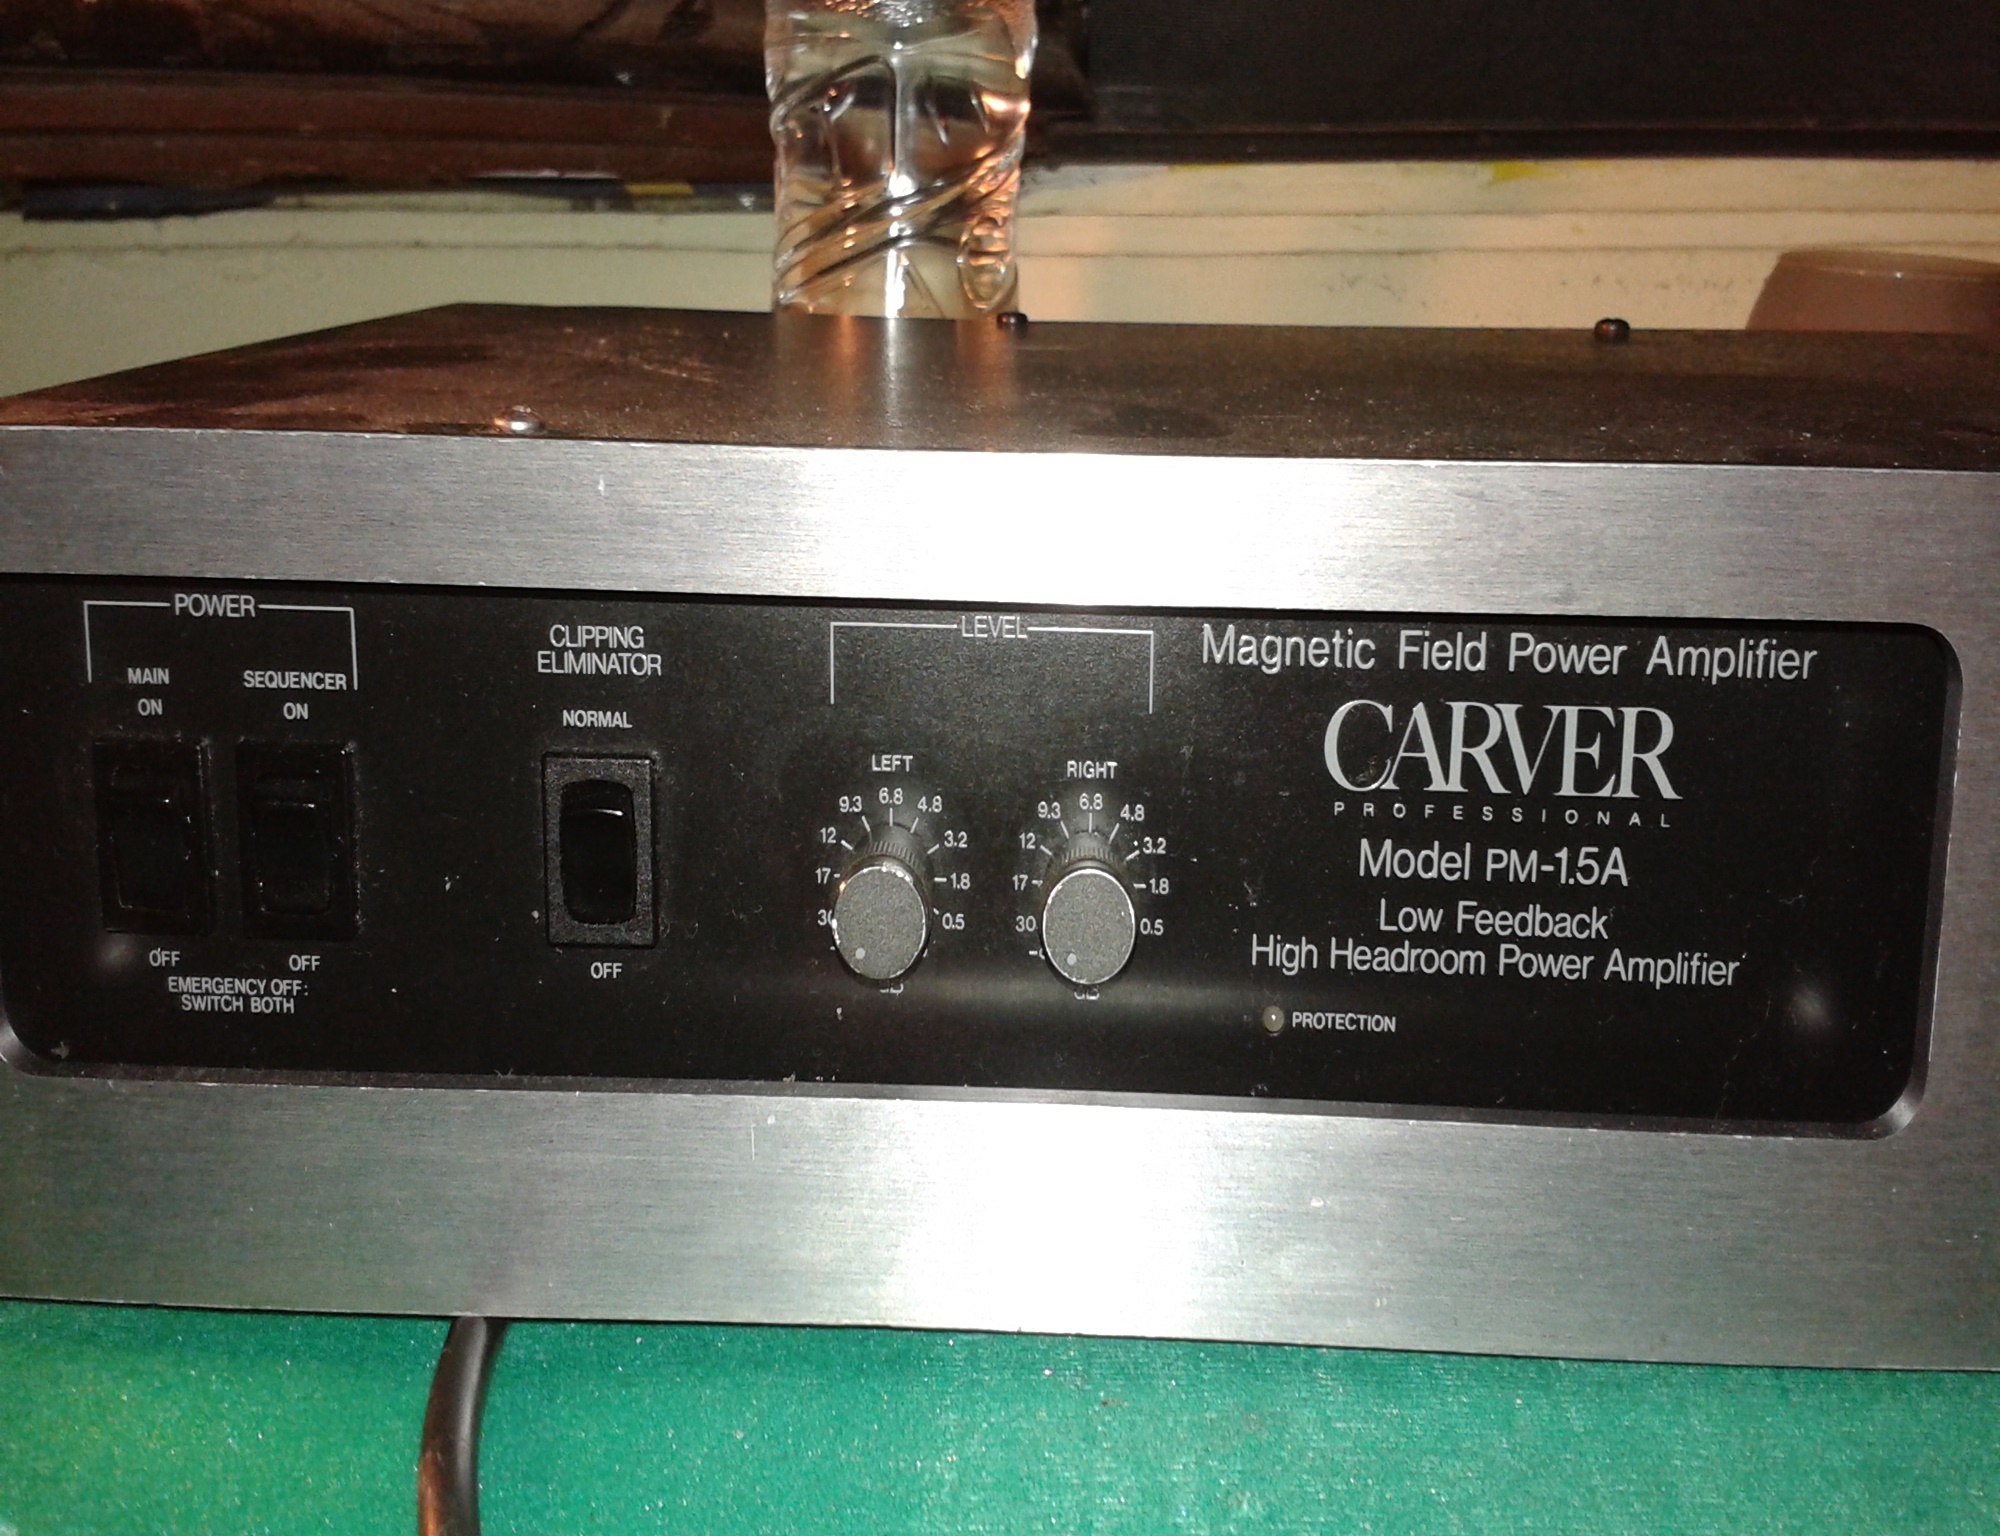 POWER
MAIN
ON
SEQUENCER
ON
OFF
OFF
EMERGENCY OFF:
SWITCH BOTH
CLIPPING
ELIMINATOR
NORMAL
OFF
LEVEL
LEFT
9.3 6.8 4.8
12 3.2
17 1.8
0.5
RIGHT
9.3 6.8 4.8
12 3.2
17 1.8
30 0.5
Magnetic Field Power Amplifier
CARVER
PROFESSIONAL
Model PM-1.5A
Low Feedback
High Headroom Power Amplifier
PROTECTION